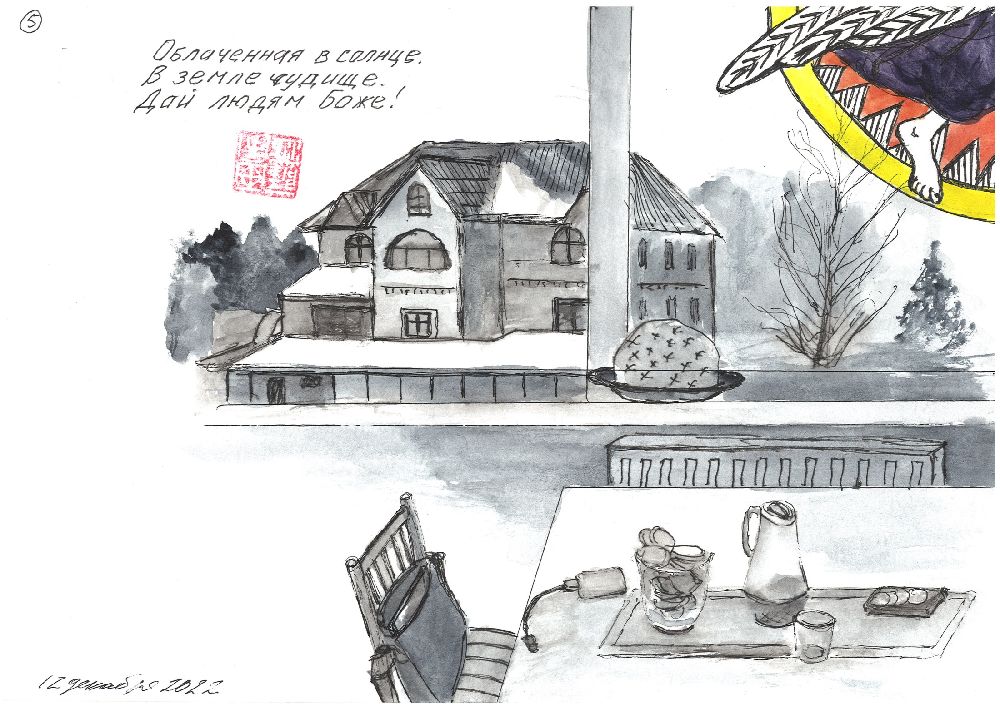 5
Облаченная в солнце.
В земле чудище.
Дай людям Боже!
12 декабря 2022